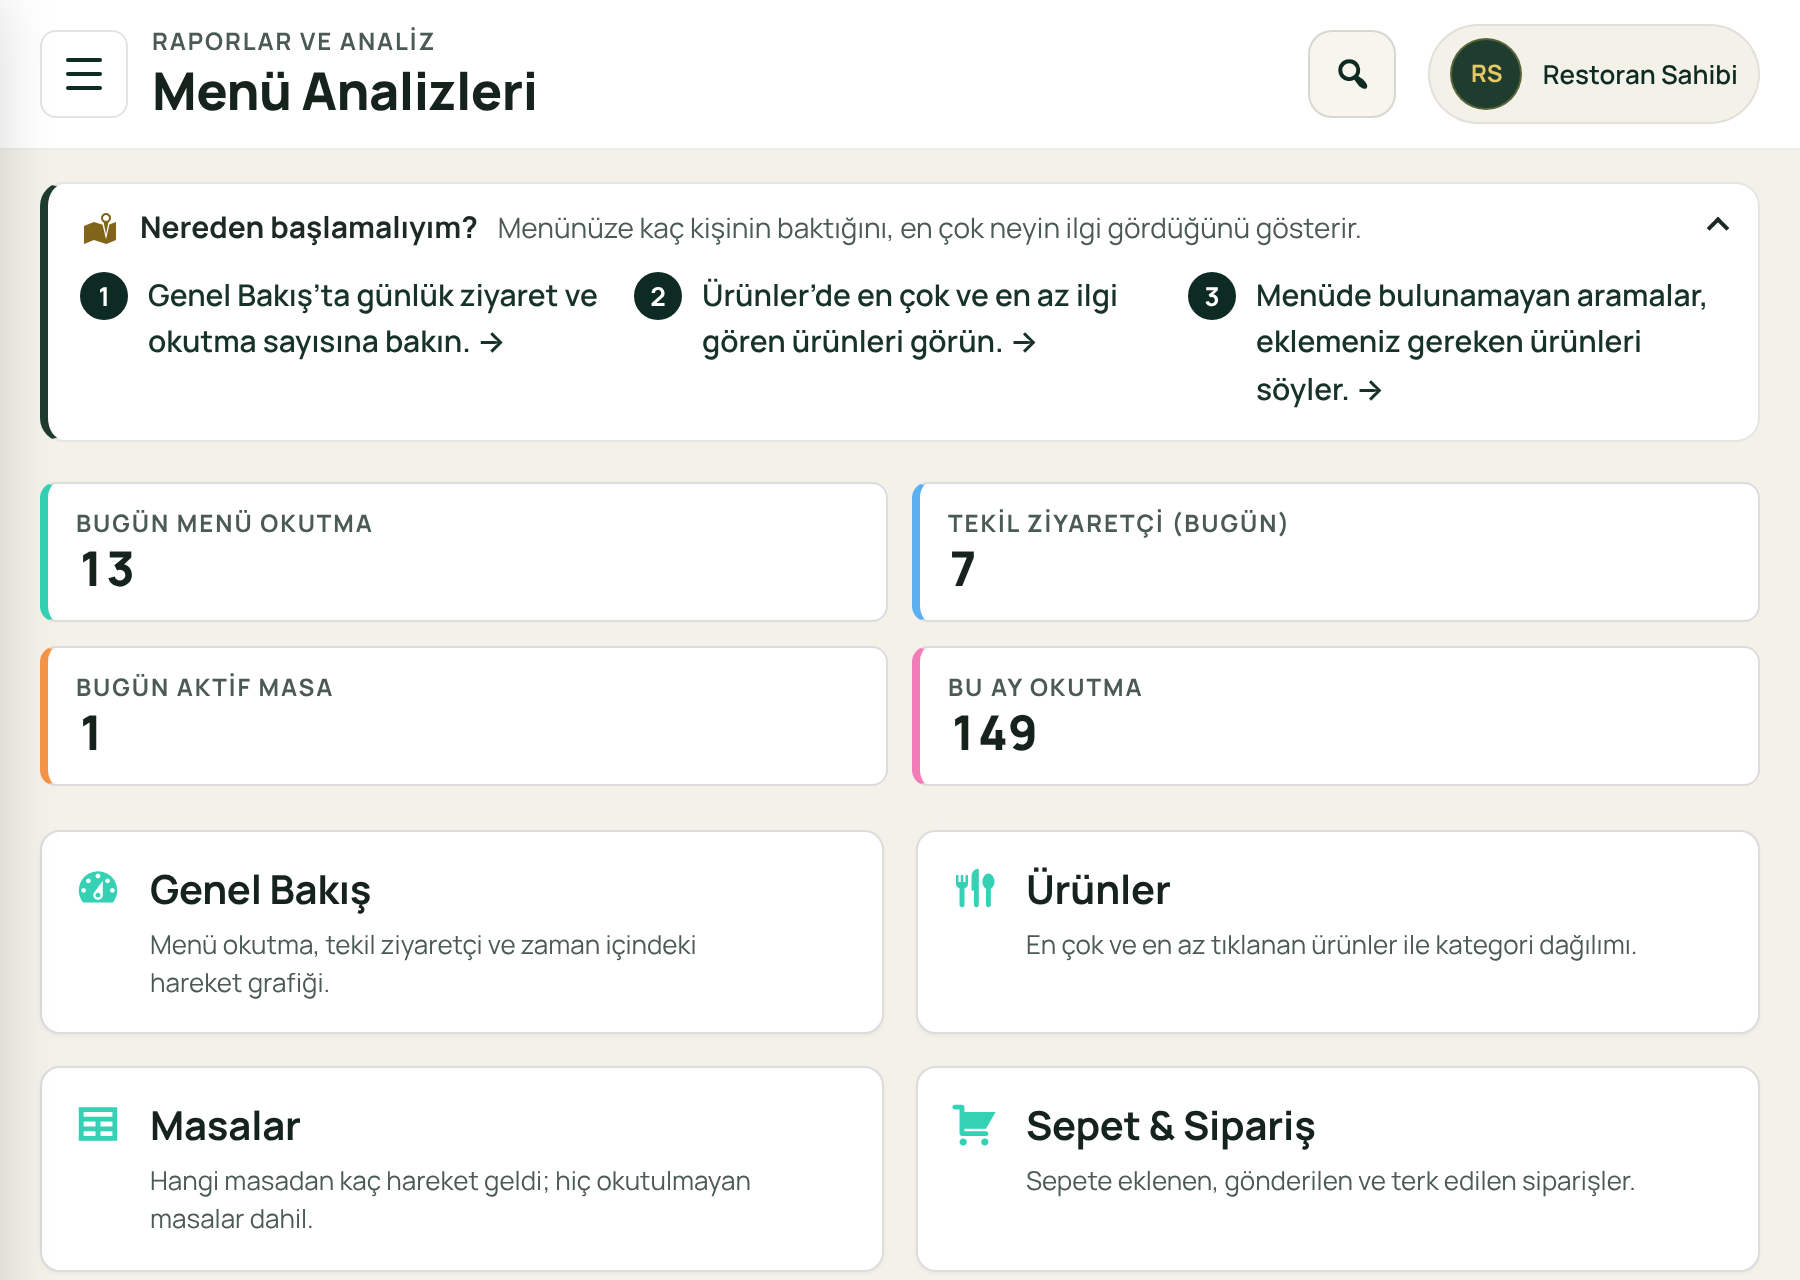 RAPORLAR VE ANALİZ
Menü Analizleri
RS
Restoran Sahibi
Nereden başlamalıyım? Menünüze kaç kişinin baktığını, en çok neyin ilgi gördüğünü gösterir.
1
Genel Bakış’ta günlük ziyaret ve
okutma sayısına bakın. →
2
Ürünler’de en çok ve en az ilgi
gören ürünleri görün. →
3
Menüde bulunamayan aramalar,
eklemeniz gereken ürünleri
söyler. →
BUGÜN MENÜ OKUTMA
13
TEKİL ZİYARETÇİ (BUGÜN)
7
BUGÜN AKTİF MASA
1
BU AY OKUTMA
149
Genel Bakış
Menü okutma, tekil ziyaretçi ve zaman içindeki
hareket grafiği.
Ürünler
En çok ve en az tıklanan ürünler ile kategori dağılımı.
Masalar
Hangi masadan kaç hareket geldi; hiç okutulmayan
masalar dahil.
Sepet & Sipariş
Sepete eklenen, gönderilen ve terk edilen siparişler.